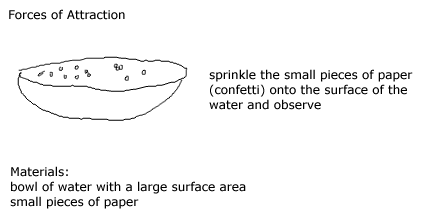 Forces of Attraction
sprinkle the small pieces of paper
(confetti) onto the surface of the
water and observe
Materials:
bowl of water with a large surface area
small pieces of paper